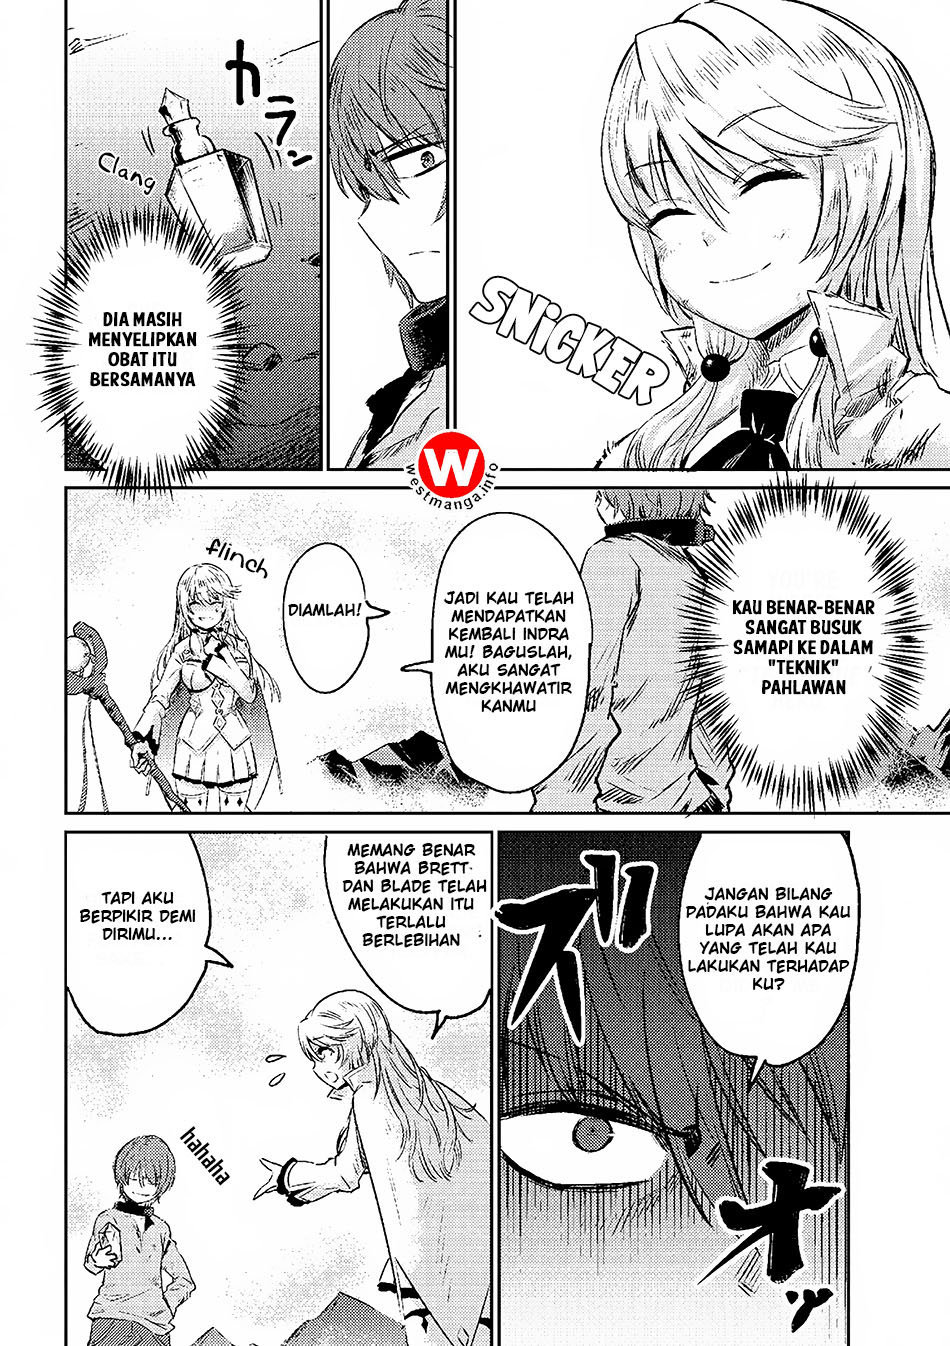 SNiCKER
カラン
Clang
DIA MASIH
MENYELIPKAN
OBAT ITU
BERSAMANYA
W
westmanga.info
KAU BENAR-BENAR
SANGAT BUSUK
SAMAPI KE DALAM
"TEKNIK"
PAHLAWAN
JADI KAU TELAH
MENDAPATKAN
KEMBALI INDRA
MU! BAGUSLAH,
AKU SANGAT
MENGKHAWATIR
KANMU
DIAMLAH!
flinch
JANGAN BILANG
PADAKU BAHWA KAU
LUPA AKAN APA
YANG TELAH KAU
LAKUKAN TERHADAP
KU?
ズオ
MEMANG BENAR
BAHWA BRETT
DAN BLADE TELAH
MELAKUKAN ITU
TERLALU
BERLEBIHAN
TAPI AKU
BERPIKIR DEMI
DIRIMU...
hahaha